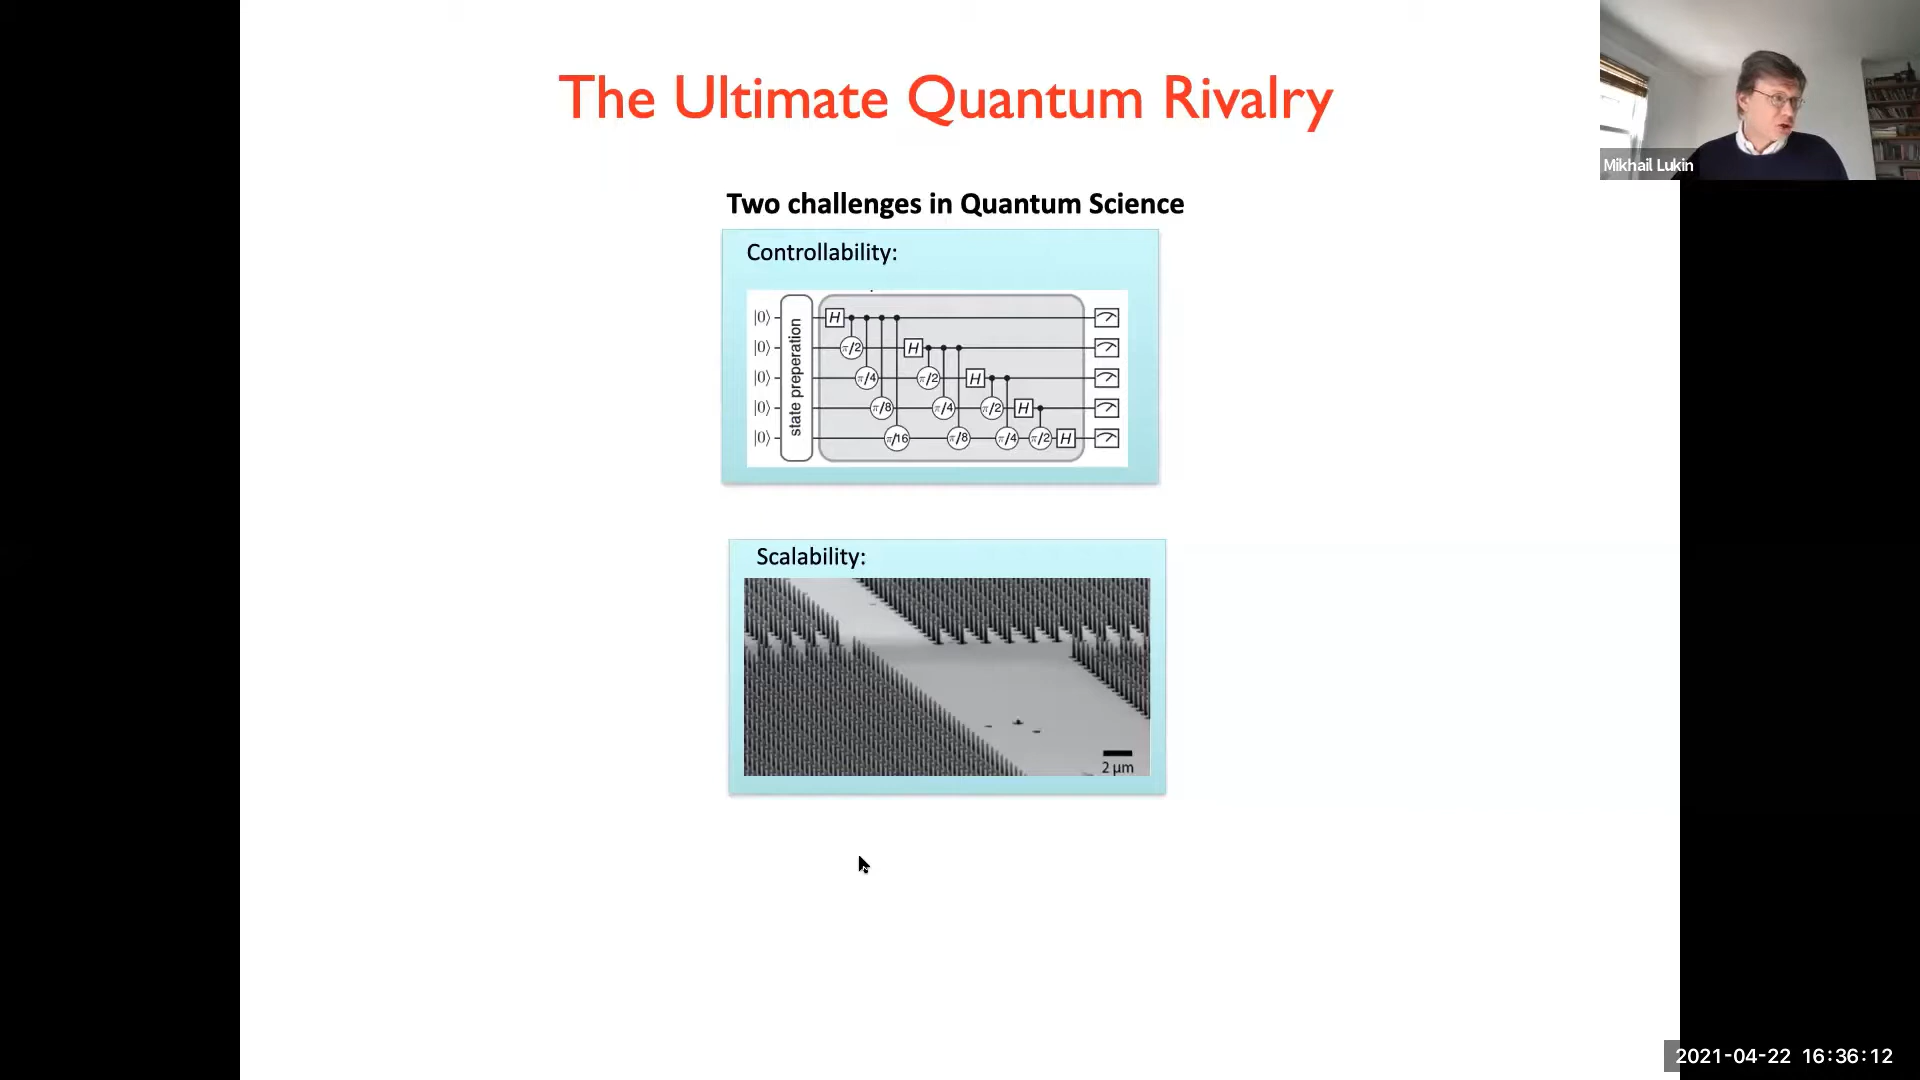 The Ultimate Quantum Rivalry
Mikhail Lukin
Two challenges in Quantum Science
Controllability:
state preperation
|0⟩ H
|0⟩ π/2 H
|0⟩ π/4 π/2 H
|0⟩ π/8 π/4 π/2 H
|0⟩ π/16 π/8 π/4 π/2 H
Scalability:
2 µm
2021-04-22 16:36:12